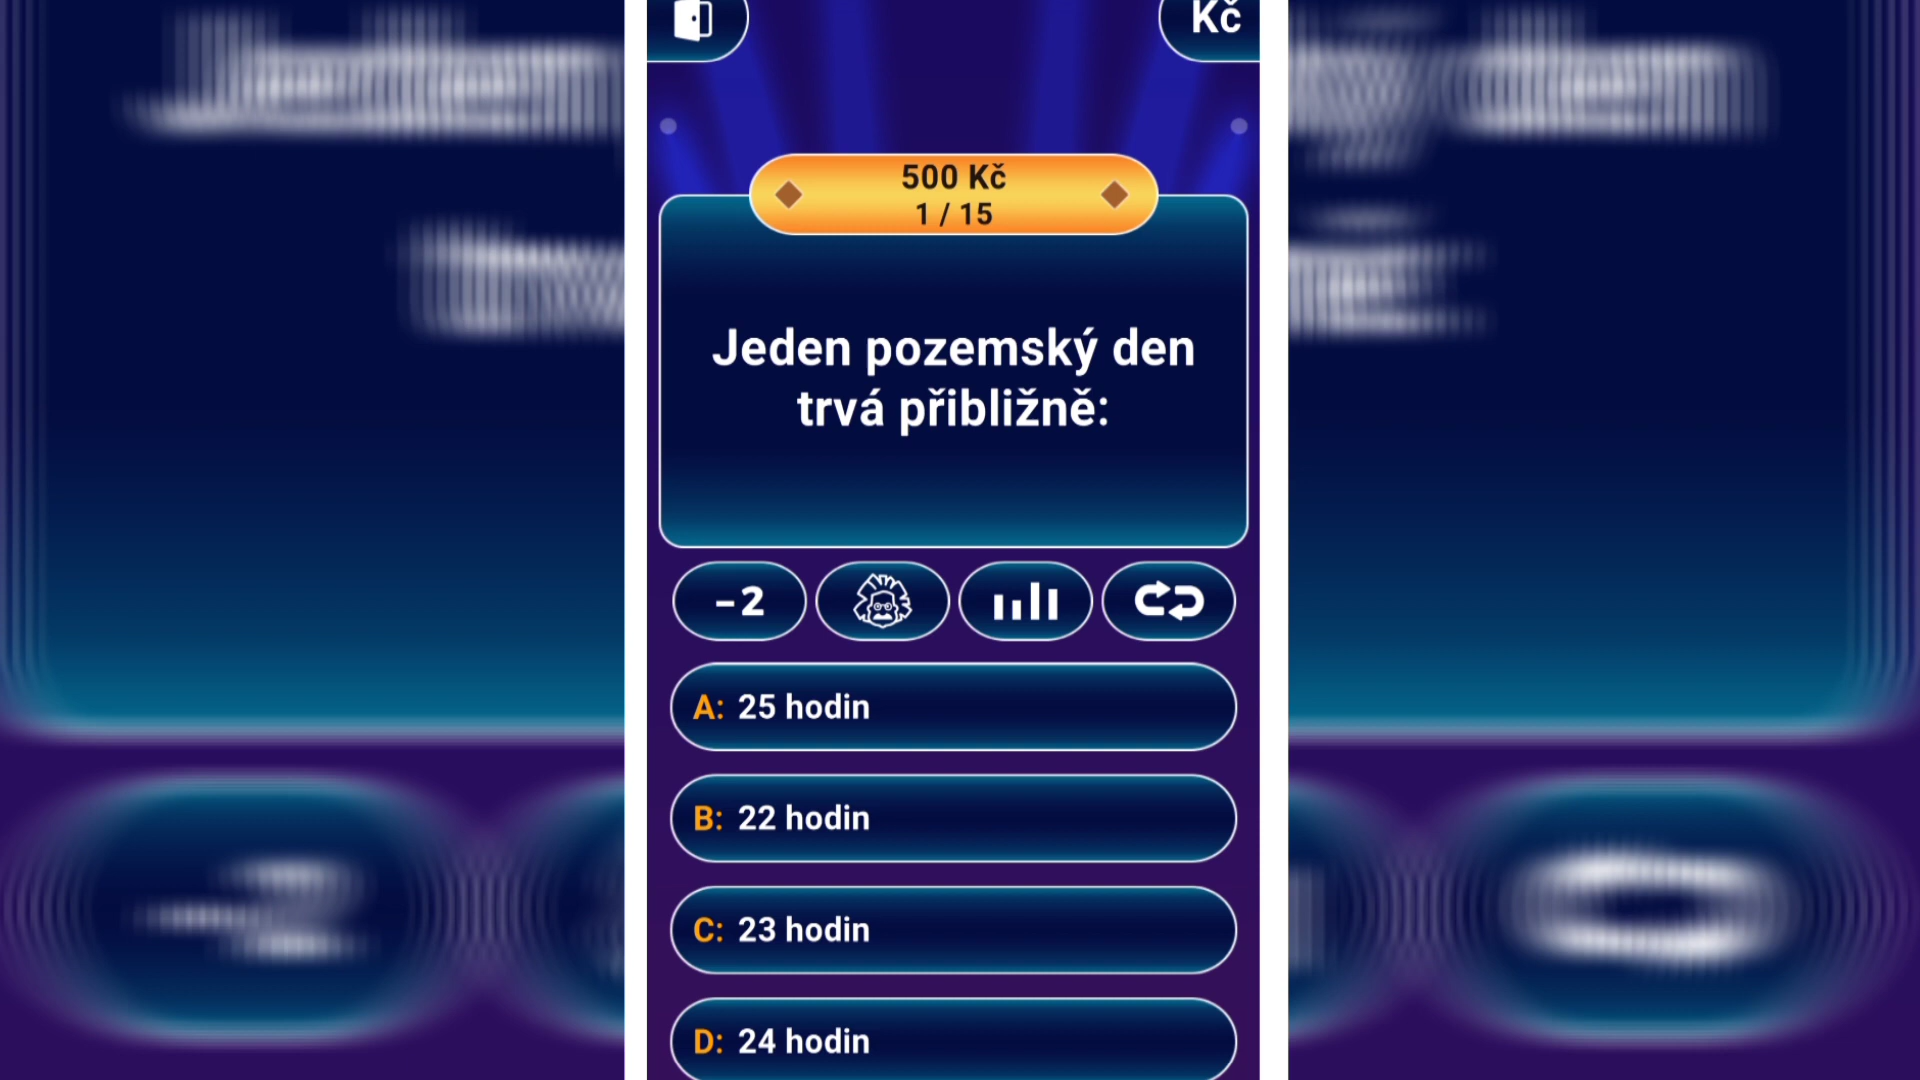 Kč
500 Kč
1 / 15
Jeden pozemský den
trvá přibližně:
-2
A: 25 hodin
B: 22 hodin
C: 23 hodin
D: 24 hodin